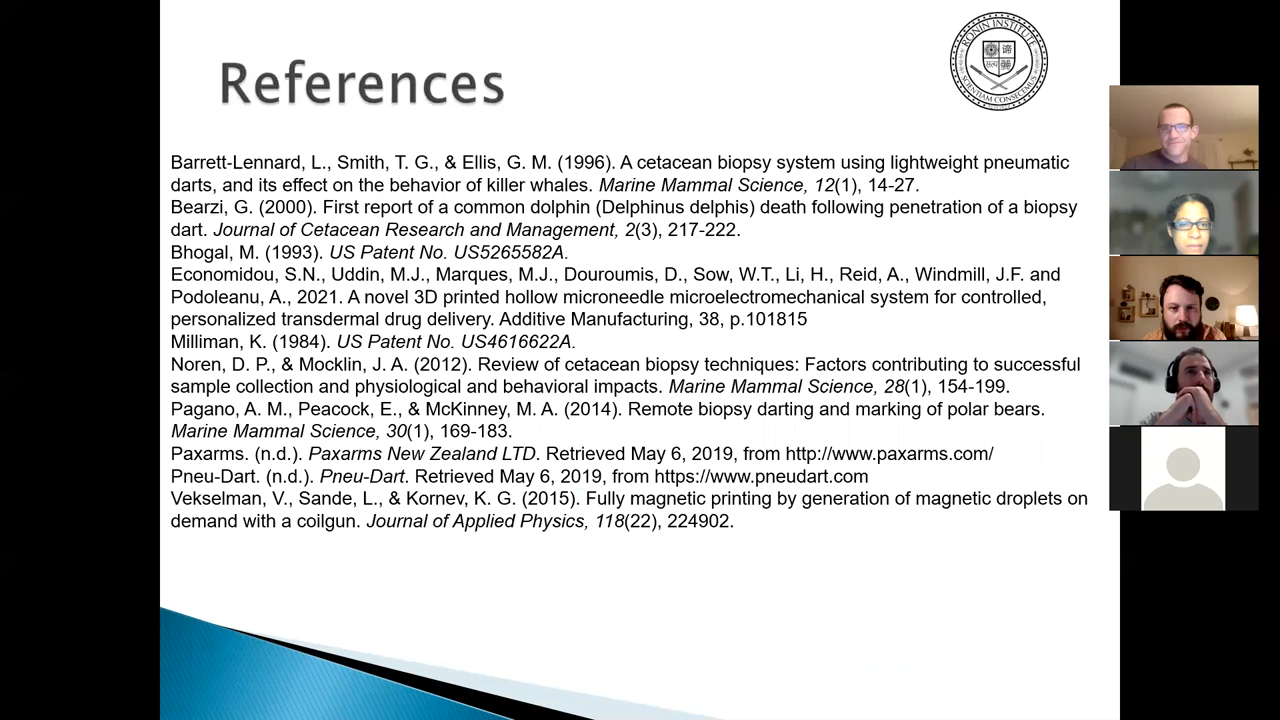 References
RONIN INSTITUTE
SCIENTIAM CONSECEMUS
Barrett-Lennard, L., Smith, T. G., & Ellis, G. M. (1996). A cetacean biopsy system using lightweight pneumatic
darts, and its effect on the behavior of killer whales. Marine Mammal Science, 12(1), 14-27.
Bearzi, G. (2000). First report of a common dolphin (Delphinus delphis) death following penetration of a biopsy
dart. Journal of Cetacean Research and Management, 2(3), 217-222.
Bhogal, M. (1993). US Patent No. US5265582A.
Economidou, S.N., Uddin, M.J., Marques, M.J., Douroumis, D., Sow, W.T., Li, H., Reid, A., Windmill, J.F. and
Podoleanu, A., 2021. A novel 3D printed hollow microneedle microelectromechanical system for controlled,
personalized transdermal drug delivery. Additive Manufacturing, 38, p.101815
Milliman, K. (1984). US Patent No. US4616622A.
Noren, D. P., & Mocklin, J. A. (2012). Review of cetacean biopsy techniques: Factors contributing to successful
sample collection and physiological and behavioral impacts. Marine Mammal Science, 28(1), 154-199.
Pagano, A. M., Peacock, E., & McKinney, M. A. (2014). Remote biopsy darting and marking of polar bears.
Marine Mammal Science, 30(1), 169-183.
Paxarms. (n.d.). Paxarms New Zealand LTD. Retrieved May 6, 2019, from http://www.paxarms.com/
Pneu-Dart. (n.d.). Pneu-Dart. Retrieved May 6, 2019, from https://www.pneudart.com
Vekselman, V., Sande, L., & Kornev, K. G. (2015). Fully magnetic printing by generation of magnetic droplets on
demand with a coilgun. Journal of Applied Physics, 118(22), 224902.